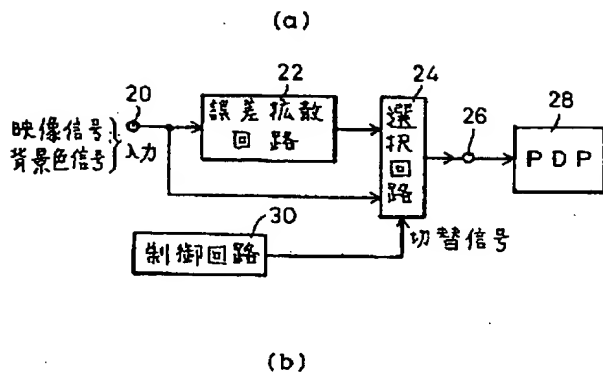 (a)
20
映像信号
背景色信号
入力
22
誤差拡散
回路
24
選択回路
26
28
PDP
30
制御回路
切替信号
(b)